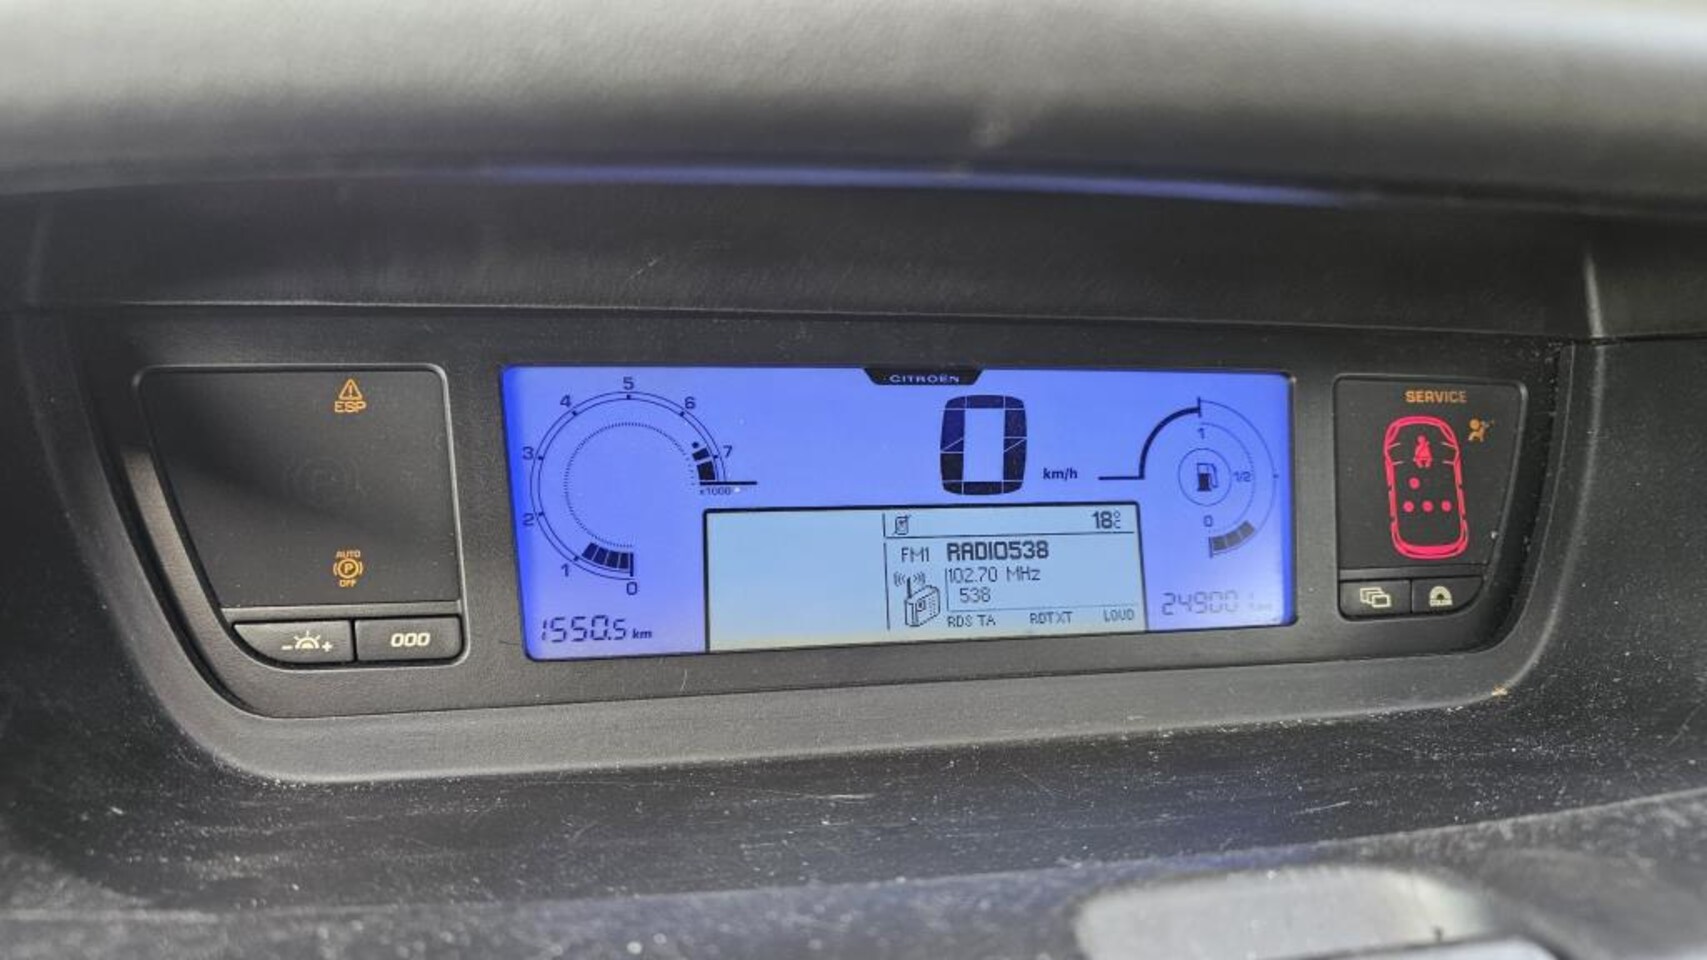 ESP
AUTO
P
OFF
- +
000
CITROËN
0
km/h
0
1
2
3
4
5
6
7
x1000
1550.5 km
18°C
FM1 RADIO538
102.70 MHz
538
RDS TA RDTXT LOUD
1
1/2
0
SERVICE
COLOR